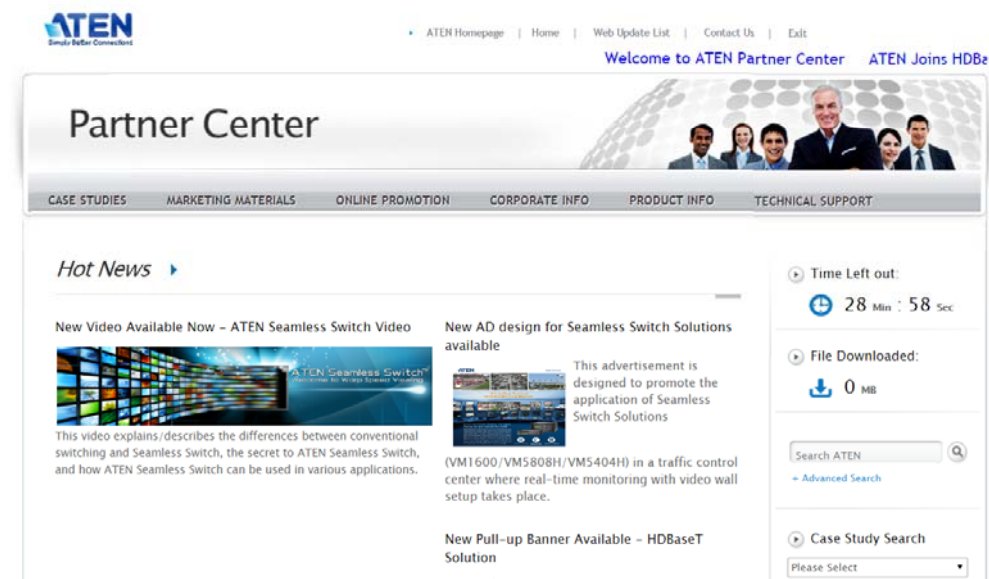 ATEN
Simply Better Connections
ATEN Homepage | Home | Web Update List | Contact Us | Exit
Welcome to ATEN Partner Center ATEN Joins HDBa
Partner Center
CASE STUDIES MARKETING MATERIALS ONLINE PROMOTION CORPORATE INFO PRODUCT INFO TECHNICAL SUPPORT
Hot News
New Video Available Now – ATEN Seamless Switch Video
ATEN Seamless Switch™
Welcome to Warp Speed Viewing
This video explains/describes the differences between conventional
switching and Seamless Switch, the secret to ATEN Seamless Switch,
and how ATEN Seamless Switch can be used in various applications.
New AD design for Seamless Switch Solutions
available
ATEN
This advertisement is
designed to promote the
application of Seamless
Switch Solutions
(VM1600/VM5808H/VM5404H) in a traffic control
center where real-time monitoring with video wall
setup takes place.
New Pull-up Banner Available – HDBaseT
Solution
Time Left out:
28 Min : 58 Sec
File Downloaded:
0 MB
Search ATEN
+ Advanced Search
Case Study Search
Please Select